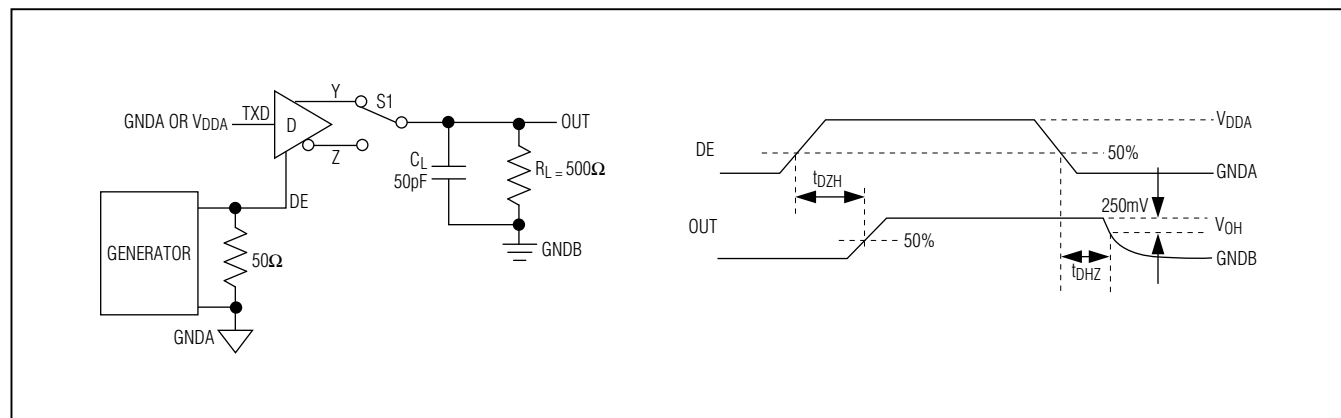 GNDA OR VDDA
TXD
D
Y
Z
S1
OUT
CL
50pF
RL = 500Ω
GNDB
DE
GENERATOR
50Ω
GNDA
DE
VDDA
50%
GNDA
tDZH
250mV
OUT
50%
VOH
tDHZ
GNDB